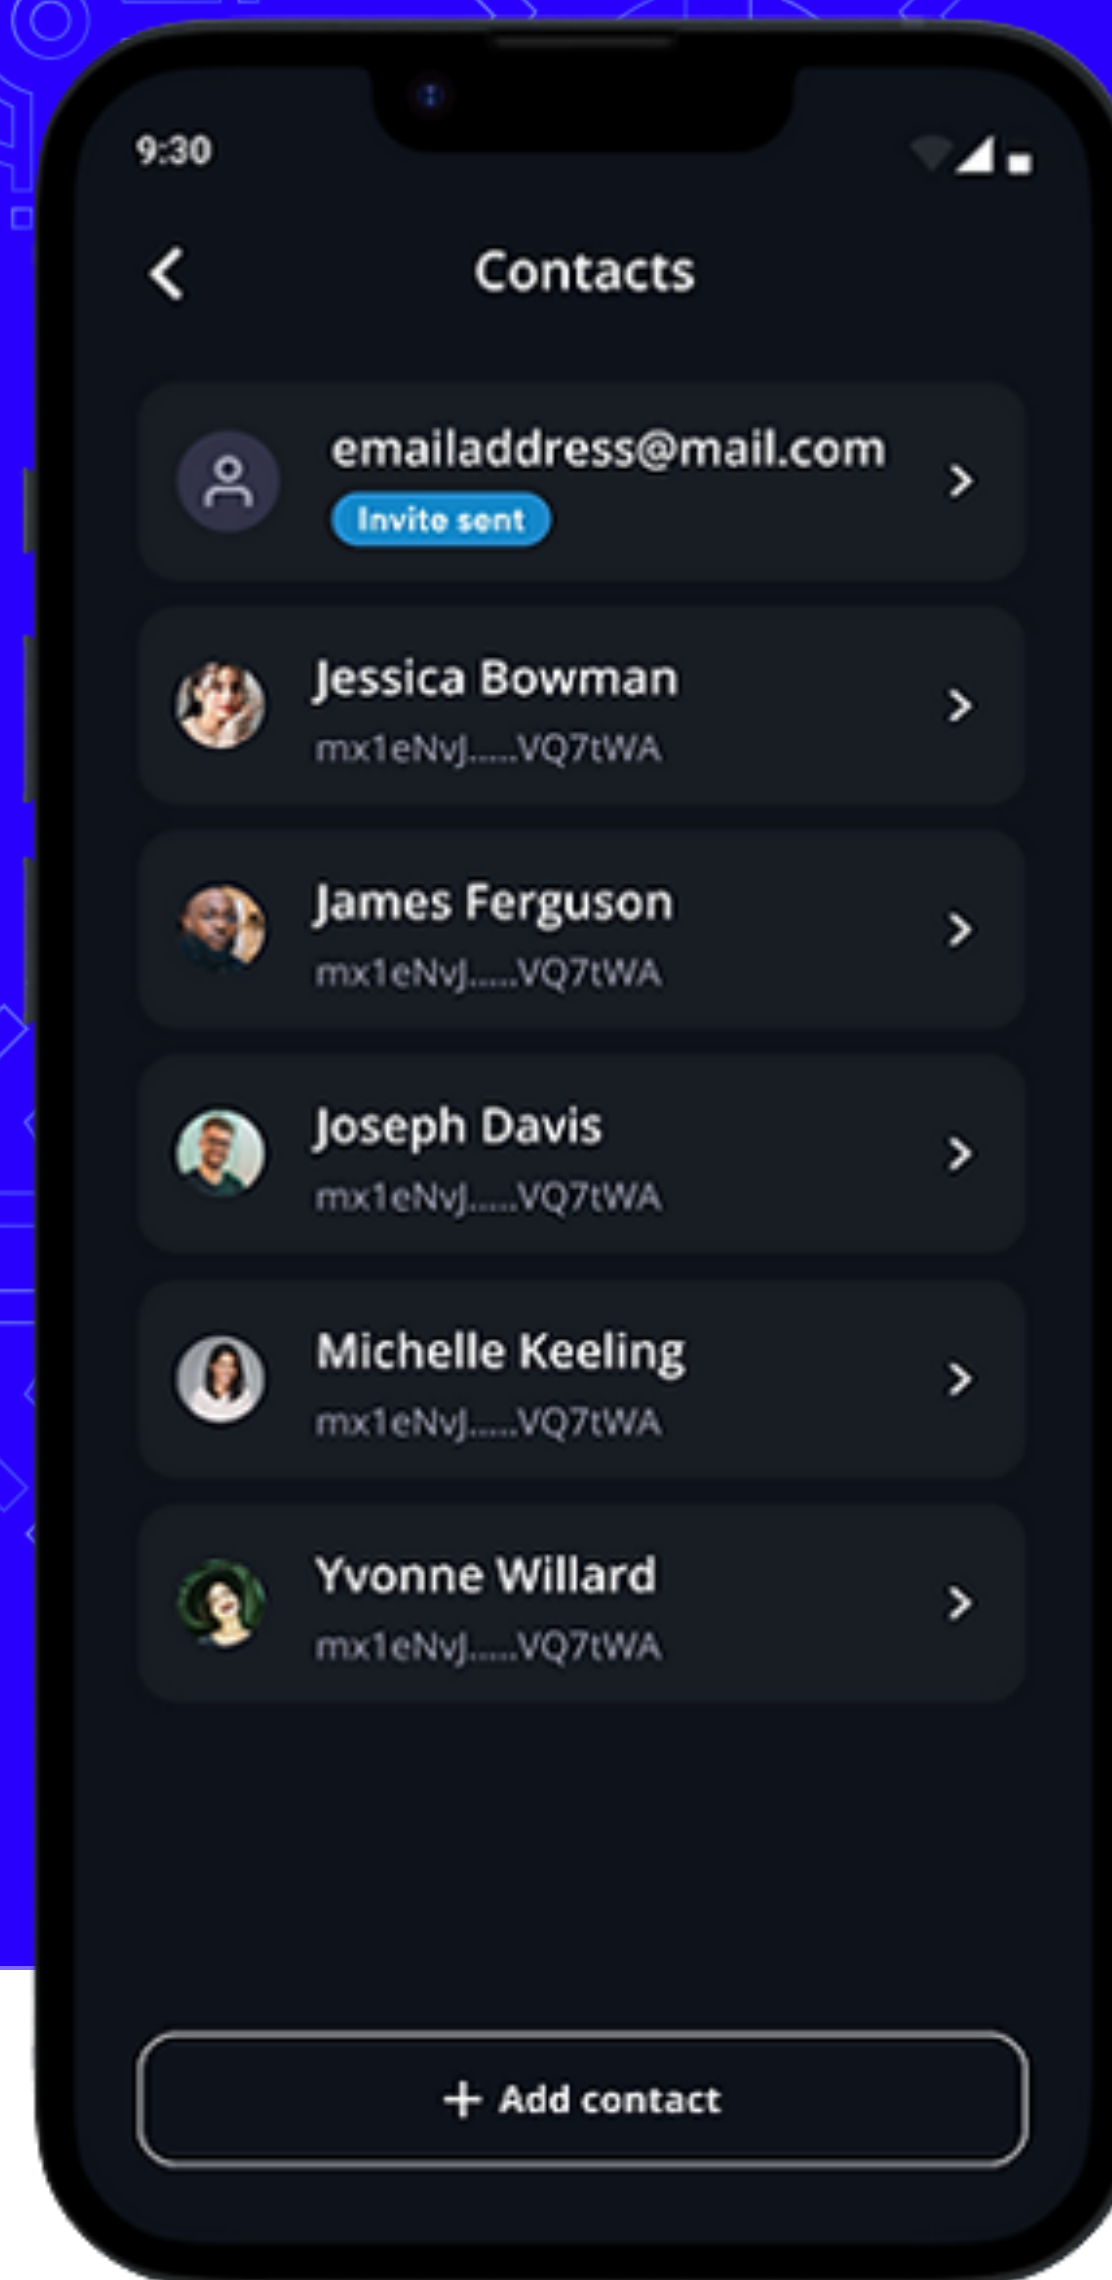 9:30
Contacts
emailaddress@mail.com
Invite sent
Jessica Bowman
mx1eNvJ.....VQ7tWA
James Ferguson
mx1eNvJ.....VQ7tWA
Joseph Davis
mx1eNvJ.....VQ7tWA
Michelle Keeling
mx1eNvJ.....VQ7tWA
Yvonne Willard
mx1eNvJ.....VQ7tWA
+ Add contact